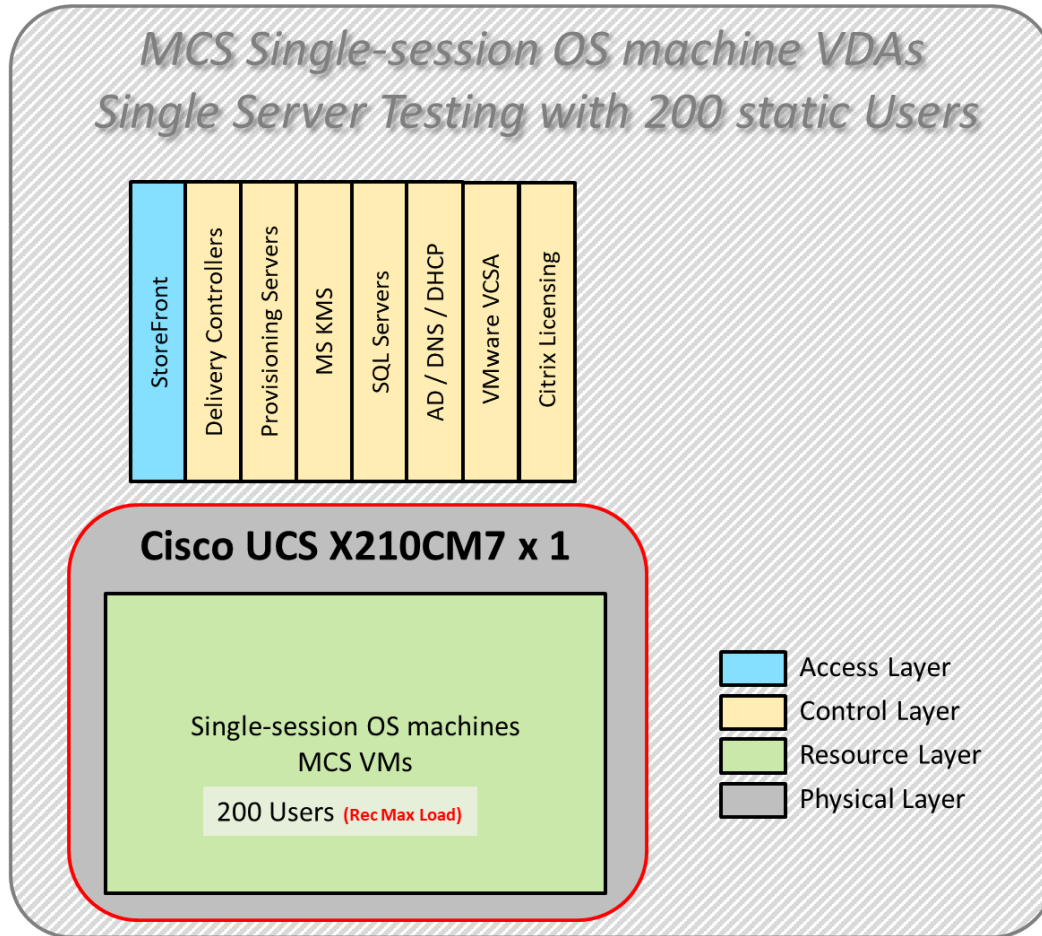 MCS Single-session OS machine VDAs
Single Server Testing with 200 static Users
StoreFront
Delivery Controllers
Provisioning Servers
MS KMS
SQL Servers
AD / DNS / DHCP
VMware VCSA
Citrix Licensing
Cisco UCS X210CM7 x 1
Single-session OS machines
MCS VMs
200 Users (Rec Max Load)
Access Layer
Control Layer
Resource Layer
Physical Layer